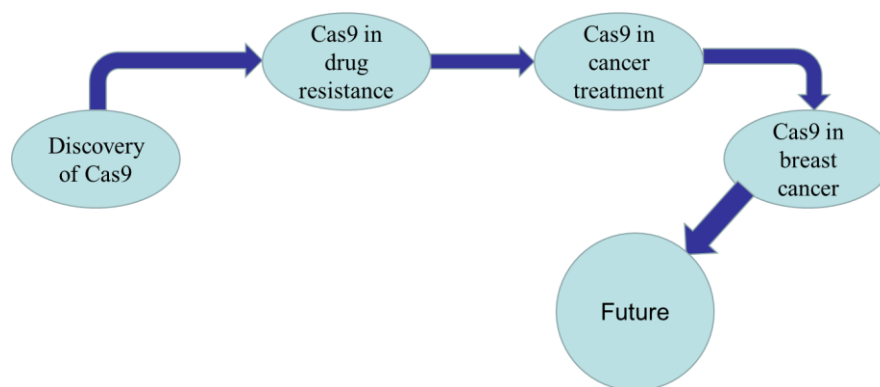 Discovery
of Cas9
Cas9 in
drug
resistance
Cas9 in
cancer
treatment
Cas9 in
breast
cancer
Future